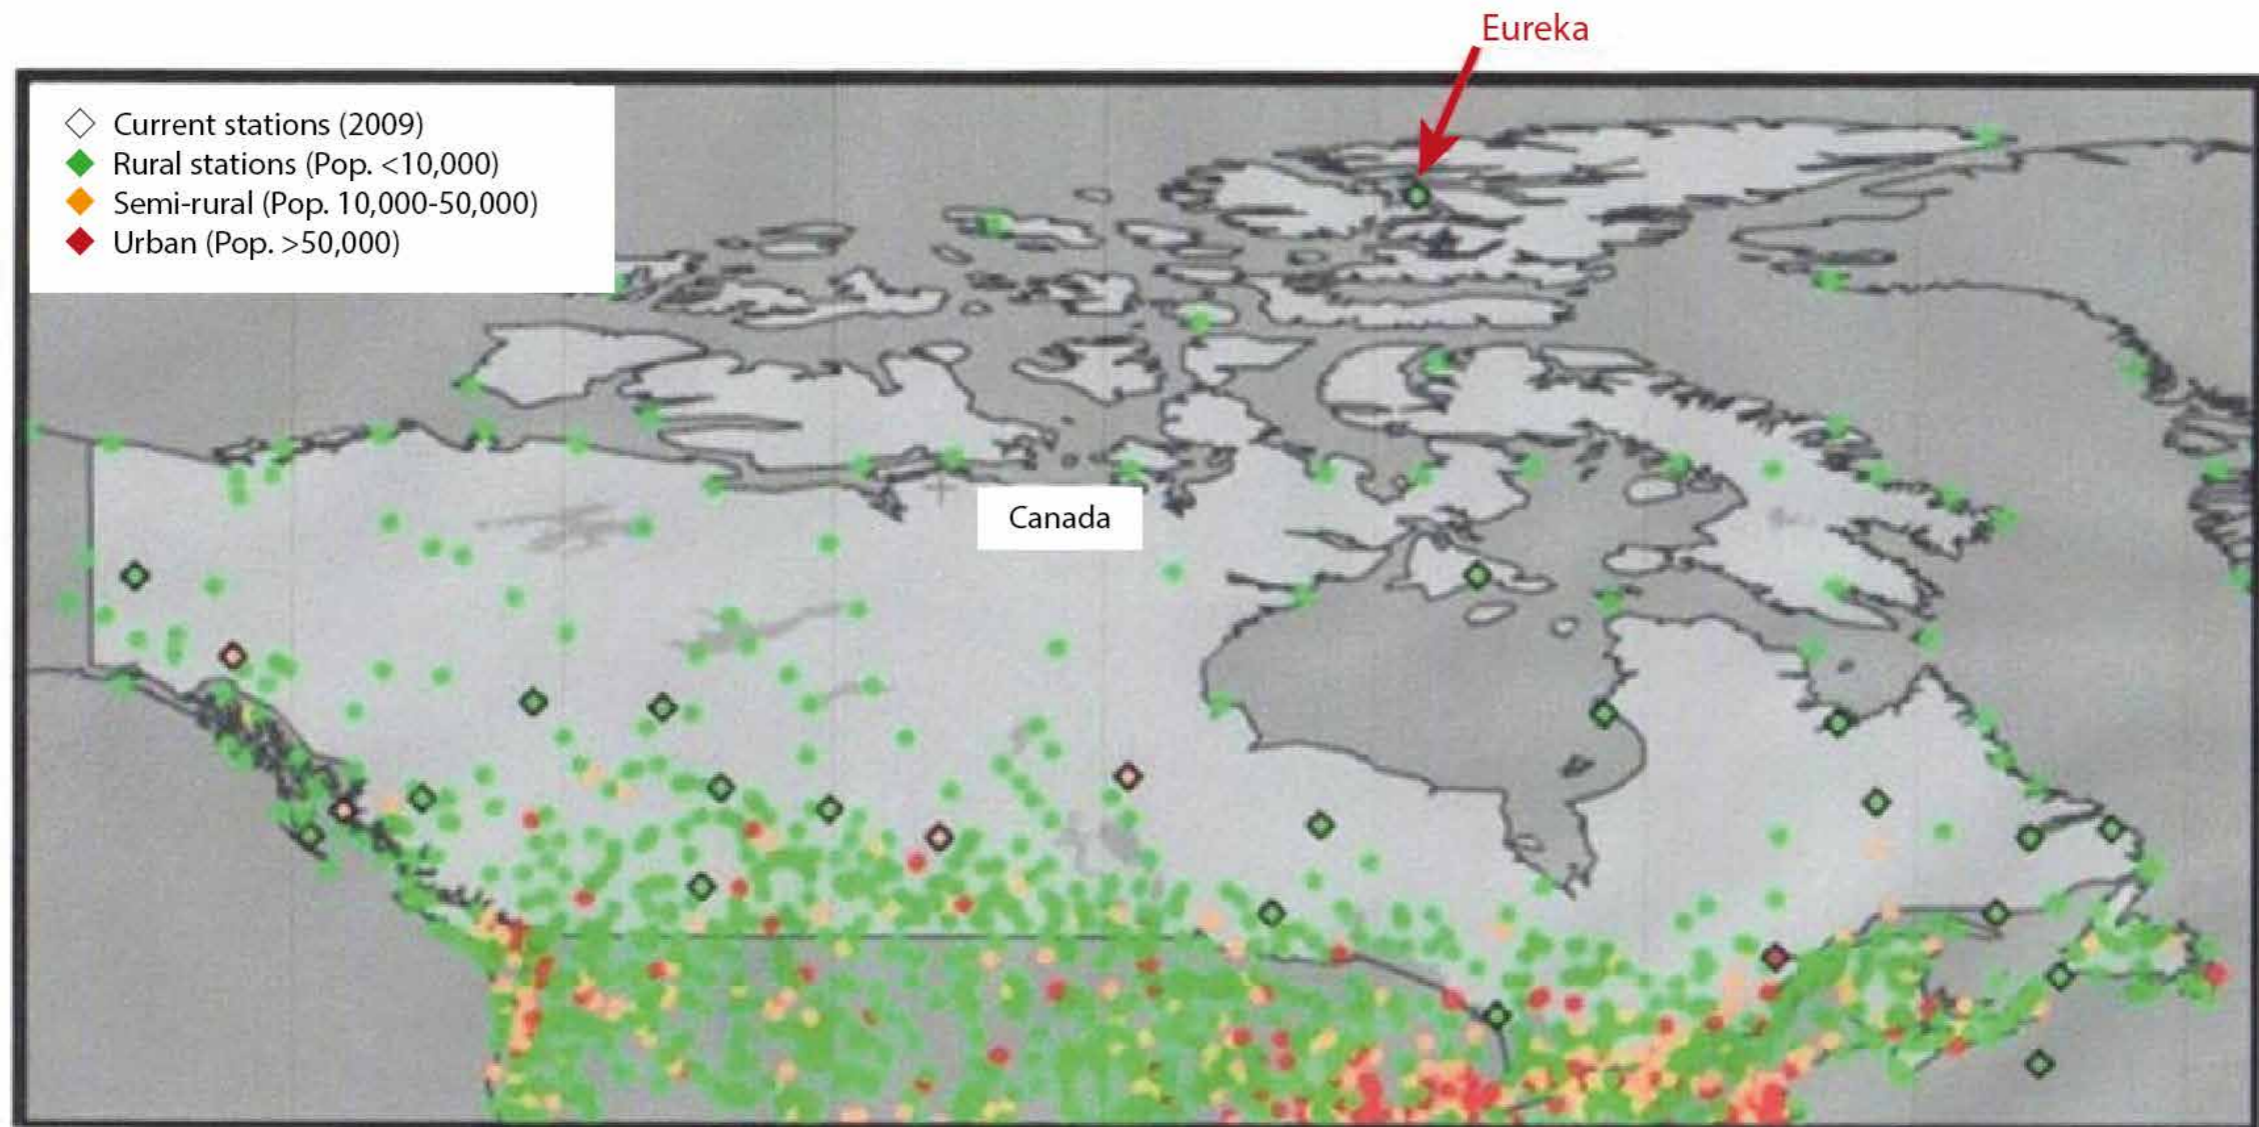 Eureka
Current stations (2009)
Rural stations (Pop. <10,000)
Semi-rural (Pop. 10,000-50,000)
Urban (Pop. >50,000)
Canada